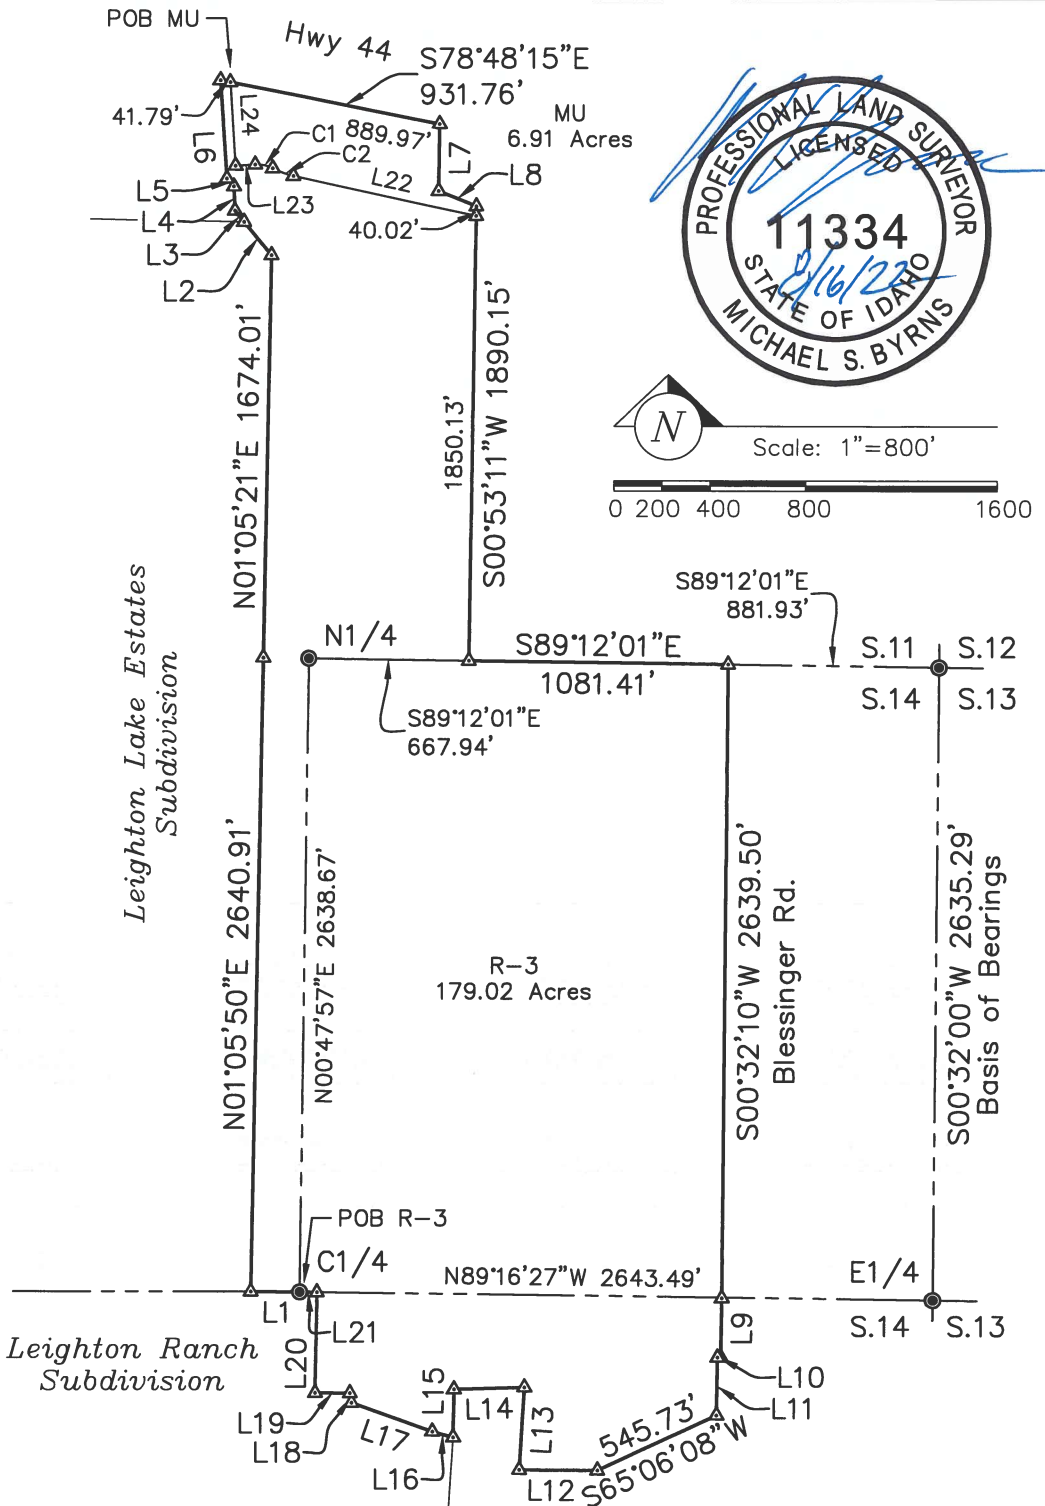 POB MU
Hwy 44
S78°48'15"E
931.76'
MU
6.91 Acres
41.79'
L24
L6
C1
889.97'
C2
L7
L8
L22
L5
L23
L4
40.02'
L3
L2
PROFESSIONAL LAND SURVEYOR
LICENSED
11334
8/16/22
STATE OF IDAHO
MICHAEL S. BYRNS
N
Scale: 1"=800'
0 200 400 800 1600
N01°05'21"E 1674.01'
1850.13'
S00°53'11"W 1890.15'
S89°12'01"E
881.93'
N1/4
S89°12'01"E
1081.41'
S.11
S.12
S.14
S.13
S89°12'01"E
667.94'
Leighton Lake Estates
Subdivision
N01°05'50"E 2640.91'
N00°47'57"E 2638.67'
R-3
179.02 Acres
S00°32'10"W 2639.50'
Blessinger Rd.
S00°32'00"W 2635.29'
Basis of Bearings
POB R-3
C1/4
N89°16'27"W 2643.49'
E1/4
L1
L21
S.14
S.13
Leighton Ranch
Subdivision
L20
L9
L10
L11
L19
L18
L17
L16
L15
L14
L13
L12
545.73'
S65°06'08"W